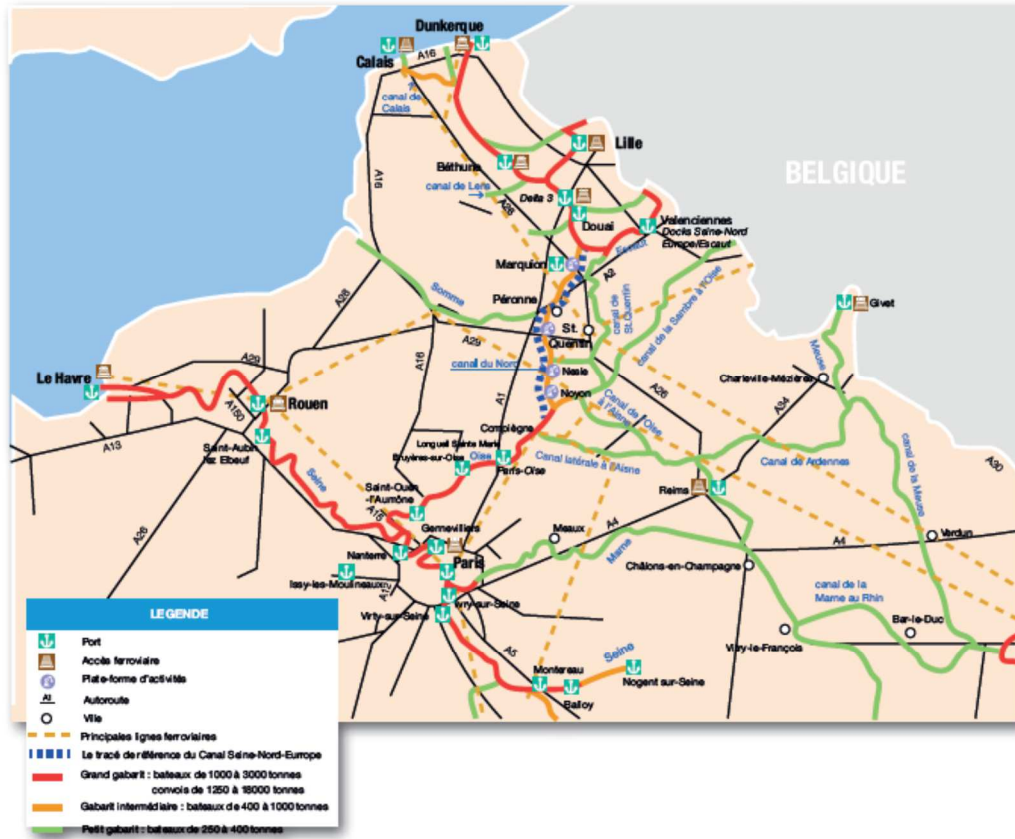 Dunkerque
Calais
A16
canal de
Calais
Lille
Béthune
BELGIQUE
A16
canal de Lens
Delta 3
A26
Valenciennes
Docks Seine-Nord
Europe/Escaut
Douai
Escaut
Marquion
A2
Somme
Péronne
canal de
St.Quentin
canal de la Sambre à l'Oise
Givet
A28
St.
Quentin
Meuse
A29
A29
A16
canal du Nord
Nesle
Charleville-Mézières
Le Havre
A26
Noyon
A1
A34
Rouen
A150
Canal de l'Oise
à l'Aisne
Compiègne
Saint-Aubin
lez Elbeuf
A13
Longueil Sainte Marie
Bruyères-sur-Oise
Oise
Paris-Oise
Canal latérale à l'Aisne
Canal de Ardennes
canal de la Meuse
A30
Seine
Reims
Saint-Ouen
-l'Aumône
Gennevilliers
Meaux
A4
Verdun
Nanterre
Paris
Marne
A4
Châlons-en-Champagne
Issy-les-Moulineaux
Ivry-sur-Seine
canal de la
Marne au Rhin
Vitry-sur-Seine
Bar-le-Duc
A5
Seine
Vitry-le-François
Montereau
Nogent sur-Seine
Balloy
LEGENDE
Port
Accès ferroviaire
Plate-forme d'activités
A1
Autoroute
Ville
Principales lignes ferroviaires
Le tracé de référence du Canal Seine-Nord-Europe
Grand gabarit : bateaux de 1000 à 3000 tonnes
convois de 1250 à 18000 tonnes
Gabarit intermédiaire : bateaux de 400 à 1000 tonnes
Petit gabarit : bateaux de 250 à 400 tonnes